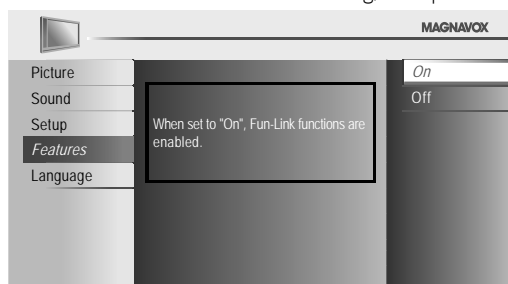 MAGNAVOX
Picture
Sound
Setup
Features
Language
When set to "On", Fun-Link functions are
enabled.
On
Off